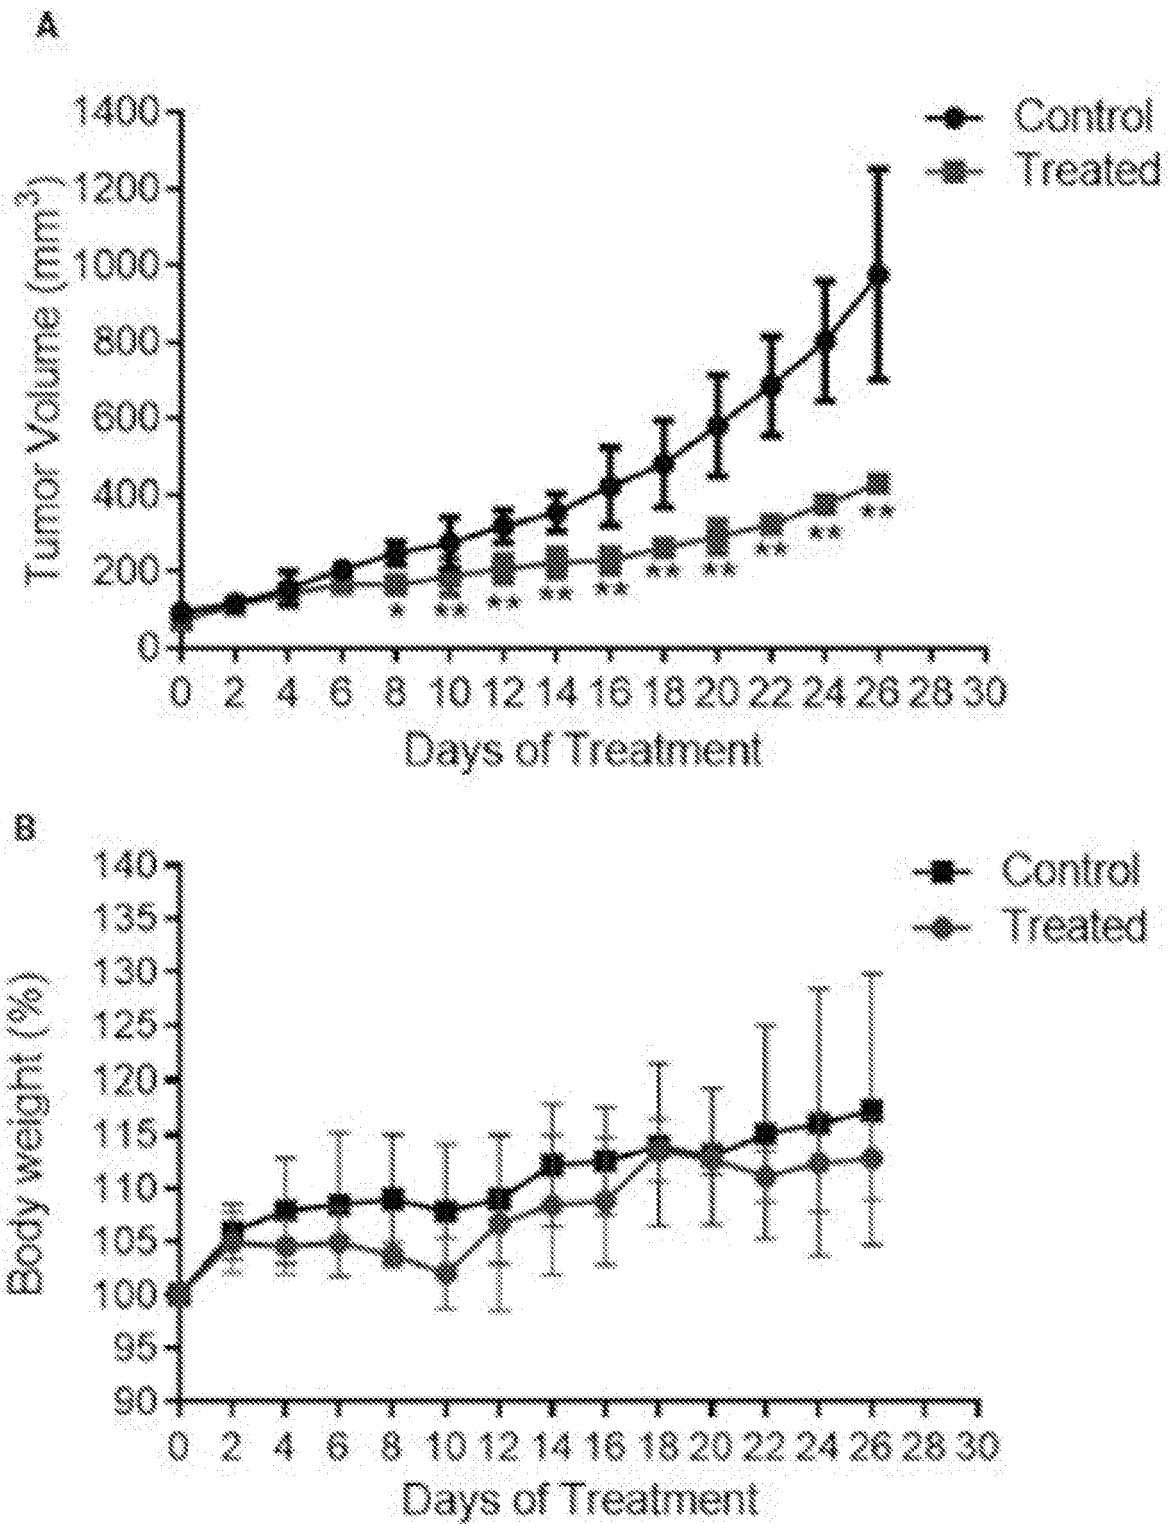 A
1400
1200
1000
800
600
400
200
0
Tumor Volume (mm³)
Control
Treated
* ** ** ** ** ** ** ** ** **
0 2 4 6 8 10 12 14 16 18 20 22 24 26 28 30
Days of Treatment
B
140
135
130
125
120
115
110
105
100
95
90
Body weight (%)
Control
Treated
0 2 4 6 8 10 12 14 16 18 20 22 24 26 28 30
Days of Treatment